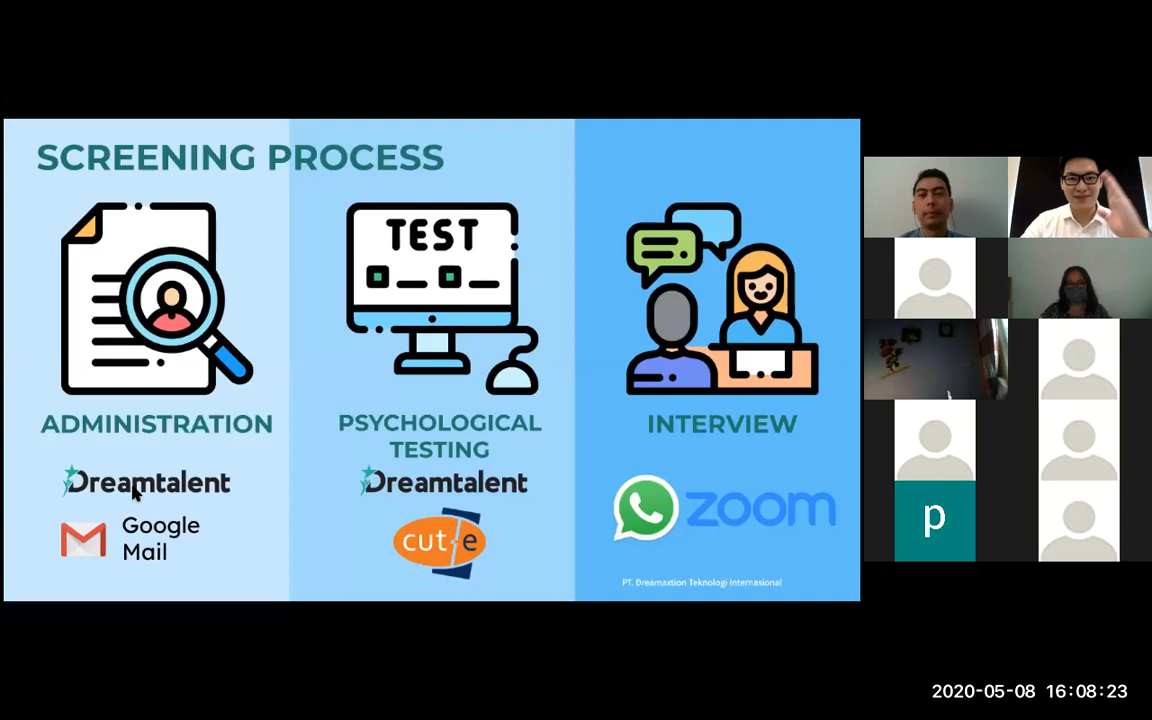 SCREENING PROCESS
TEST
ADMINISTRATION
Dreamtalent
Google
Mail
PSYCHOLOGICAL
TESTING
Dreamtalent
cut-e
INTERVIEW
zoom
PT. Dreamaxtion Teknologi Internasional
p
2020-05-08 16:08:23